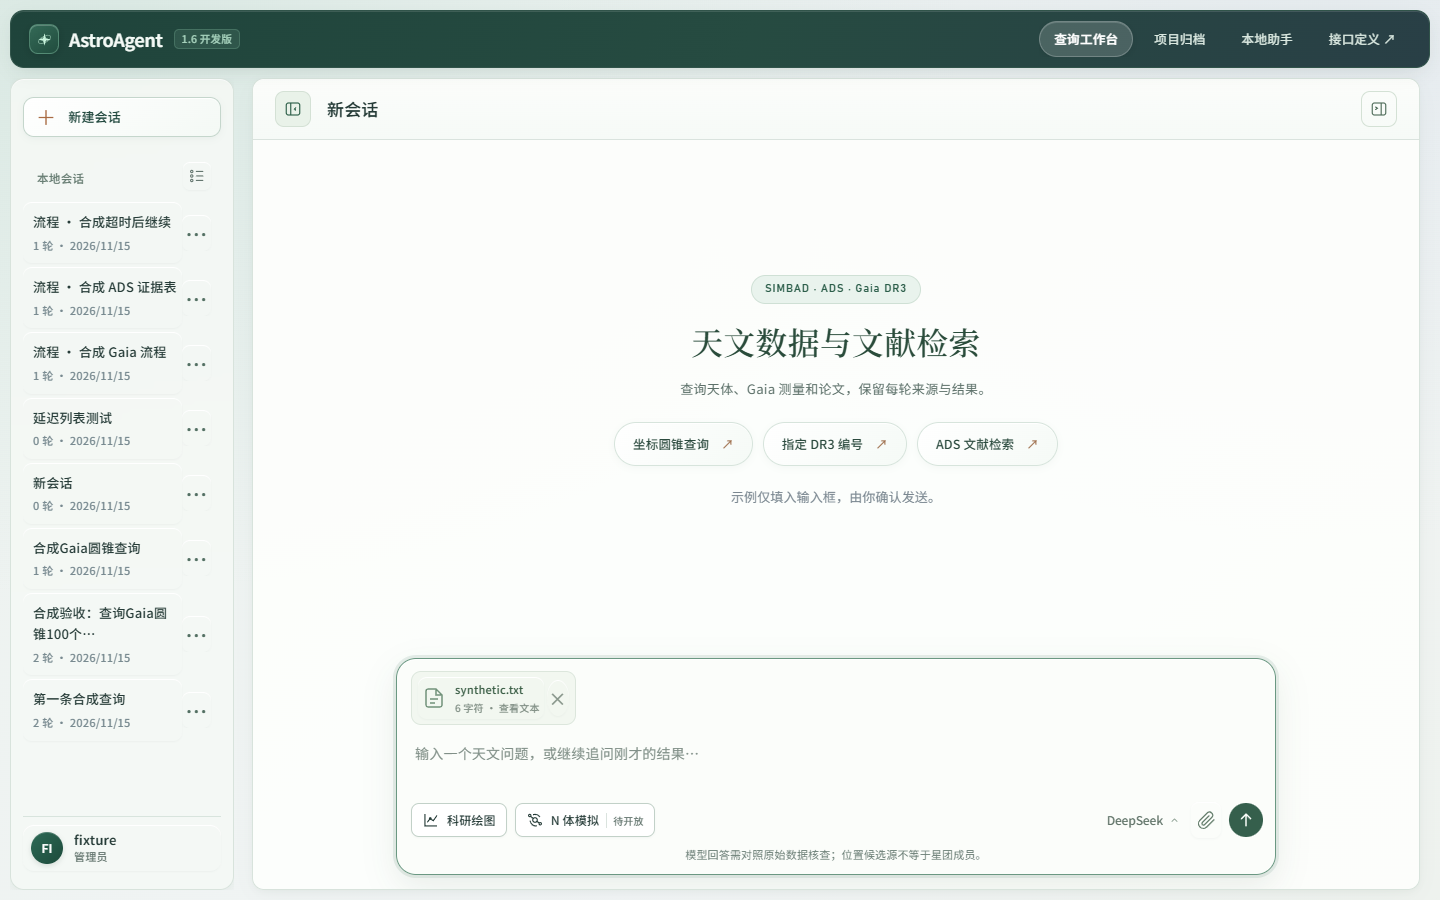 AstroAgent
1.6 开发版
查询工作台
项目归档
本地助手
接口定义 ↗
新建会话
本地会话
流程 · 合成超时后继续
1 轮 · 2026/11/15
流程 · 合成 ADS 证据表
1 轮 · 2026/11/15
流程 · 合成 Gaia 流程
1 轮 · 2026/11/15
延迟列表测试
0 轮 · 2026/11/15
新会话
0 轮 · 2026/11/15
合成Gaia圆锥查询
1 轮 · 2026/11/15
合成验收：查询Gaia圆
锥100个…
2 轮 · 2026/11/15
第一条合成查询
2 轮 · 2026/11/15
FI
fixture
管理员
新会话
SIMBAD · ADS · Gaia DR3
天文数据与文献检索
查询天体、Gaia 测量和论文，保留每轮来源与结果。
坐标圆锥查询 ↗
指定 DR3 编号 ↗
ADS 文献检索 ↗
示例仅填入输入框，由你确认发送。
synthetic.txt
6 字符 · 查看文本
输入一个天文问题，或继续追问刚才的结果…
科研绘图
N 体模拟
待开放
DeepSeek
模型回答需对照原始数据核查；位置候选源不等于星团成员。